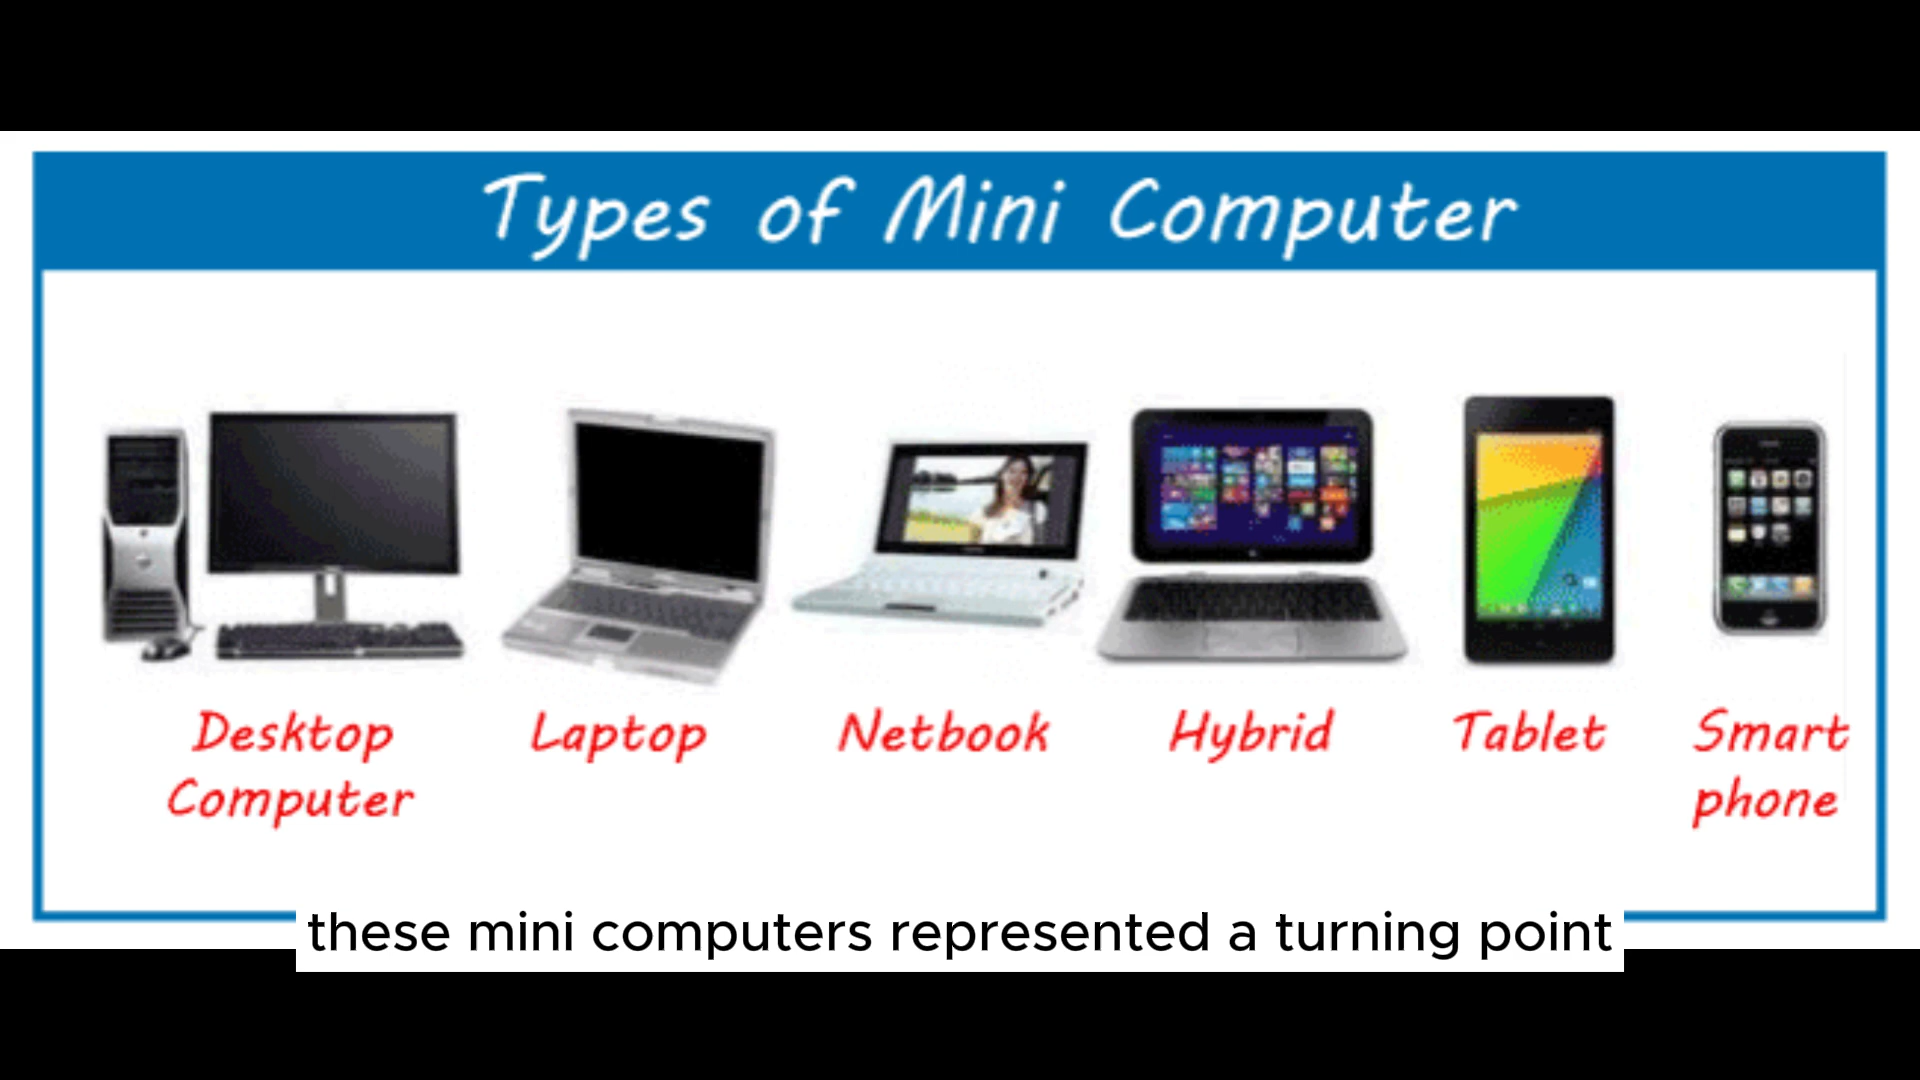 Types of Mini Computer
Desktop
Computer
Laptop
Netbook
Hybrid
Tablet
Smart
phone
these mini computers represented a turning point